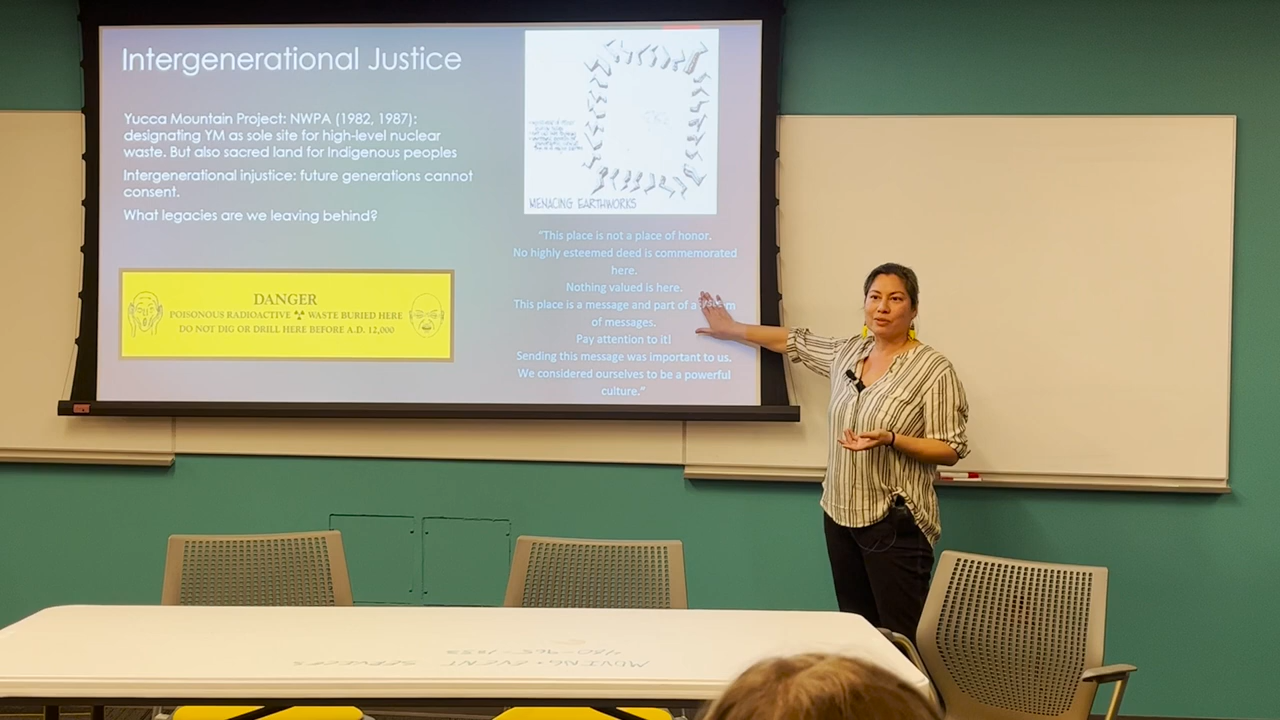 Intergenerational Justice
Yucca Mountain Project: NWPA (1982, 1987):
designating YM as sole site for high-level nuclear
waste. But also sacred land for Indigenous peoples
Intergenerational injustice: future generations cannot
consent.
What legacies are we leaving behind?
DANGER
POISONOUS RADIOACTIVE WASTE BURIED HERE
DO NOT DIG OR DRILL HERE BEFORE A.D. 12,000
MENACING EARTHWORKS
"This place is not a place of honor.
No highly esteemed deed is commemorated
here.
Nothing valued is here.
This place is a message and part of a system
of messages.
Pay attention to it!
Sending this message was important to us.
We considered ourselves to be a powerful
culture."
MOVING + EVENT SERVICES